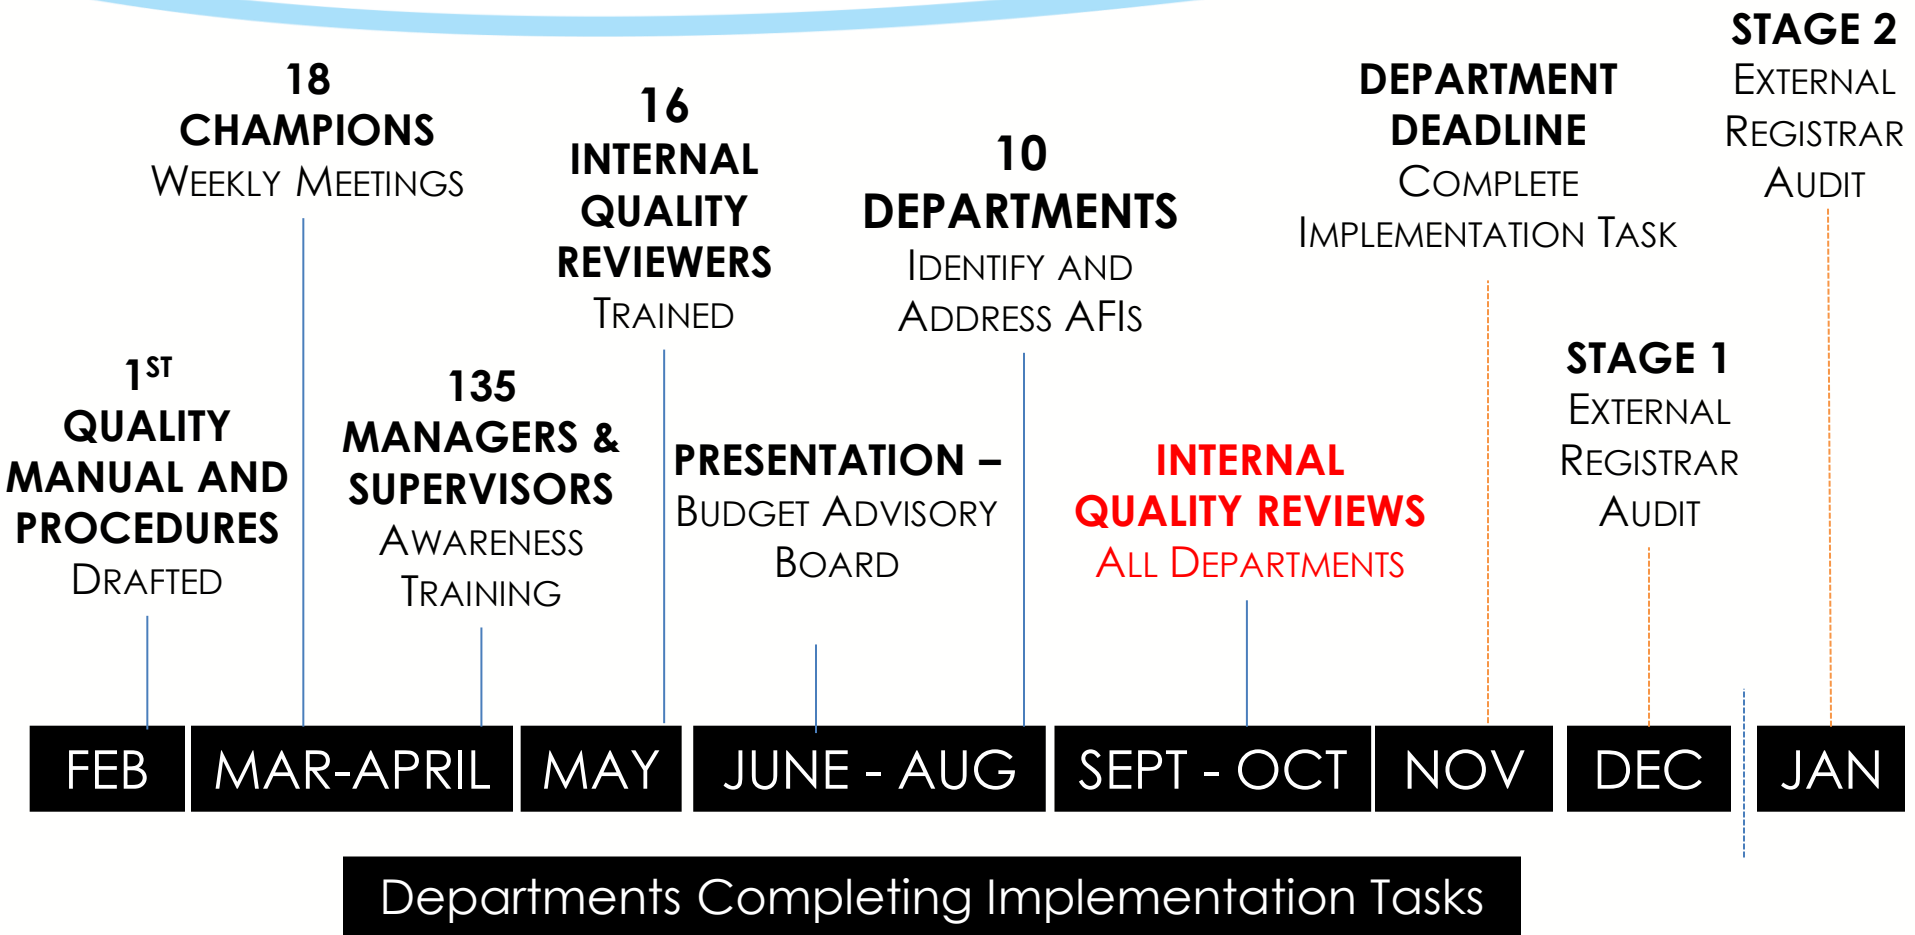 1ST
QUALITY
MANUAL AND
PROCEDURES
DRAFTED
18
CHAMPIONS
WEEKLY MEETINGS
135
MANAGERS &
SUPERVISORS
AWARENESS
TRAINING
16
INTERNAL
QUALITY
REVIEWERS
TRAINED
PRESENTATION –
BUDGET ADVISORY
BOARD
10
DEPARTMENTS
IDENTIFY AND
ADDRESS AFIS
INTERNAL
QUALITY REVIEWS
ALL DEPARTMENTS
DEPARTMENT
DEADLINE
COMPLETE
IMPLEMENTATION TASK
STAGE 1
EXTERNAL
REGISTRAR
AUDIT
STAGE 2
EXTERNAL
REGISTRAR
AUDIT
FEB
MAR-APRIL
MAY
JUNE - AUG
SEPT - OCT
NOV
DEC
JAN
Departments Completing Implementation Tasks